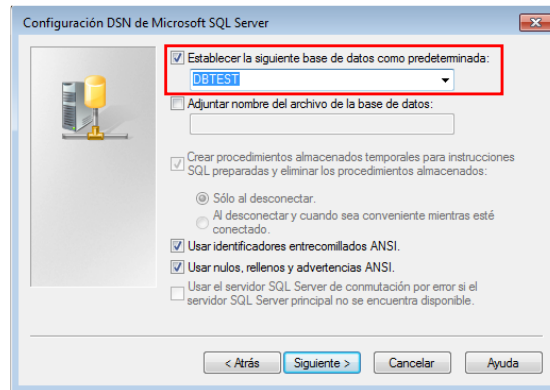 Configuración DSN de Microsoft SQL Server
Establecer la siguiente base de datos como predeterminada:
DBTEST
Adjuntar nombre del archivo de la base de datos:
Crear procedimientos almacenados temporales para instrucciones
SQL preparadas y eliminar los procedimientos almacenados:
Sólo al desconectar.
Al desconectar y cuando sea conveniente mientras esté
conectado.
Usar identificadores entrecomillados ANSI.
Usar nulos, rellenos y advertencias ANSI.
Usar el servidor SQL Server de conmutación por error si el
servidor SQL Server principal no se encuentra disponible.
< Atrás
Siguiente >
Cancelar
Ayuda